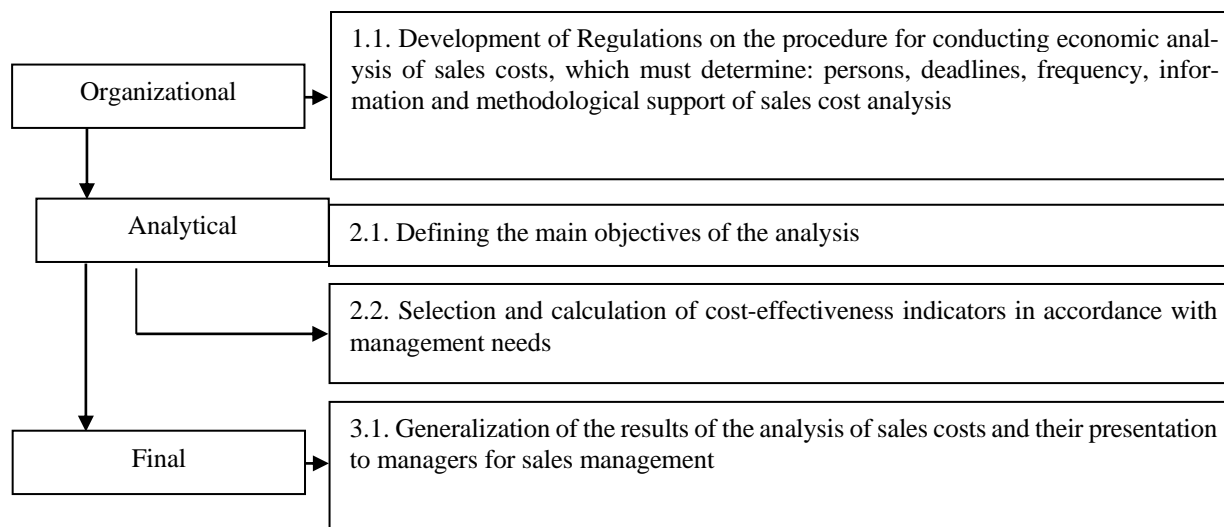 Organizational
1.1. Development of Regulations on the procedure for conducting economic anal-
ysis of sales costs, which must determine: persons, deadlines, frequency, infor-
mation and methodological support of sales cost analysis
Analytical
2.1. Defining the main objectives of the analysis
2.2. Selection and calculation of cost-effectiveness indicators in accordance with
management needs
Final
3.1. Generalization of the results of the analysis of sales costs and their presentation
to managers for sales management